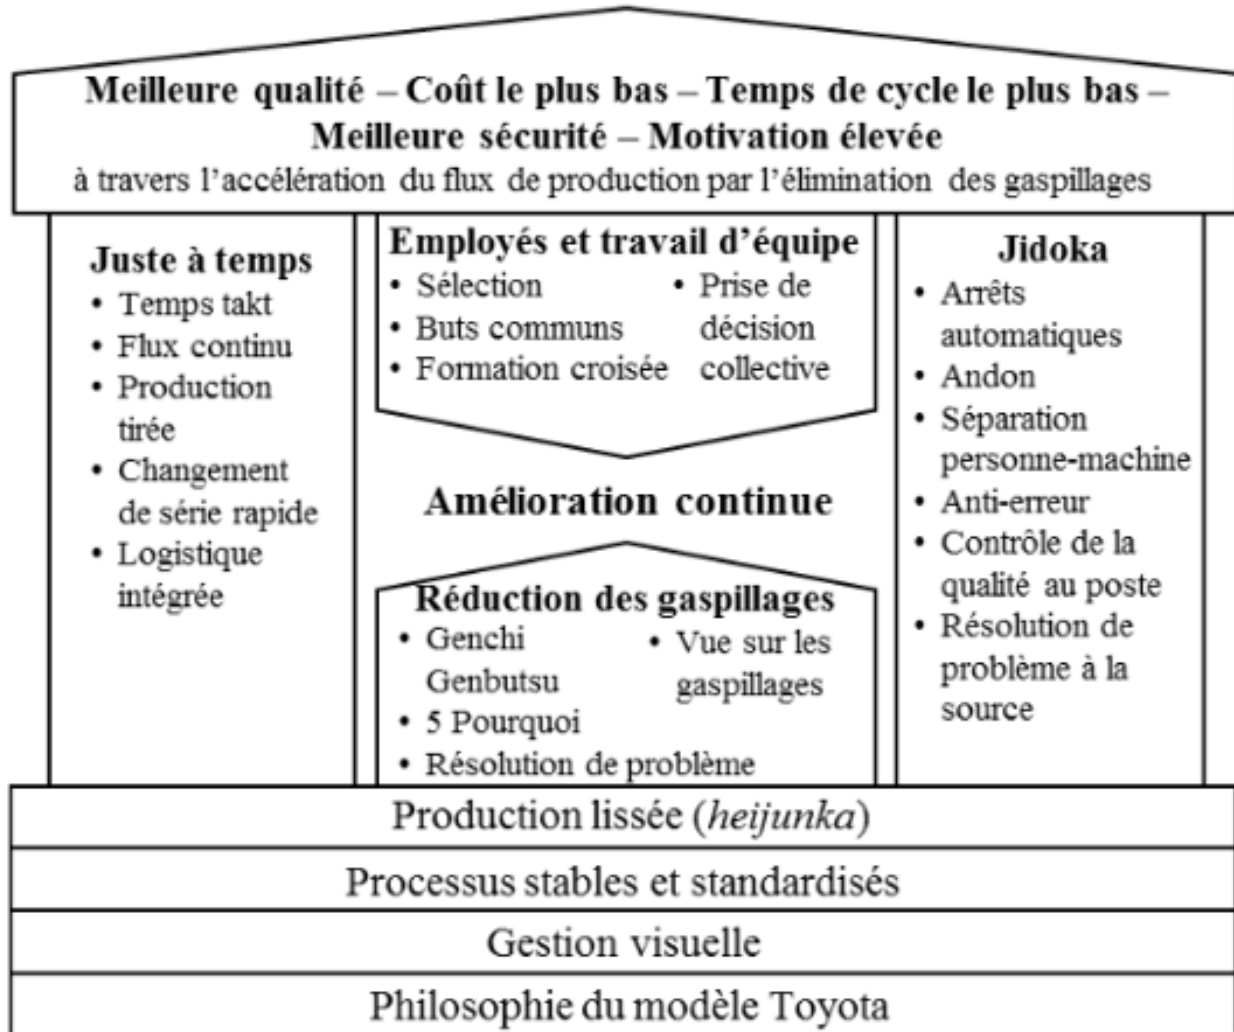 Meilleure qualité – Coût le plus bas – Temps de cycle le plus bas –
Meilleure sécurité – Motivation élevée
à travers l'accélération du flux de production par l'élimination des gaspillages
Juste à temps
• Temps takt
• Flux continu
• Production
tirée
• Changement
de série rapide
• Logistique
intégrée
Employés et travail d'équipe
• Sélection
• Buts communs
• Formation croisée
• Prise de
décision
collective
Amélioration continue
Réduction des gaspillages
• Genchi
Genbutsu
• 5 Pourquoi
• Résolution de problème
• Vue sur les
gaspillages
Jidoka
• Arrêts
automatiques
• Andon
• Séparation
personne-machine
• Anti-erreur
• Contrôle de la
qualité au poste
• Résolution de
problème à la
source
Production lissée (heijunka)
Processus stables et standardisés
Gestion visuelle
Philosophie du modèle Toyota